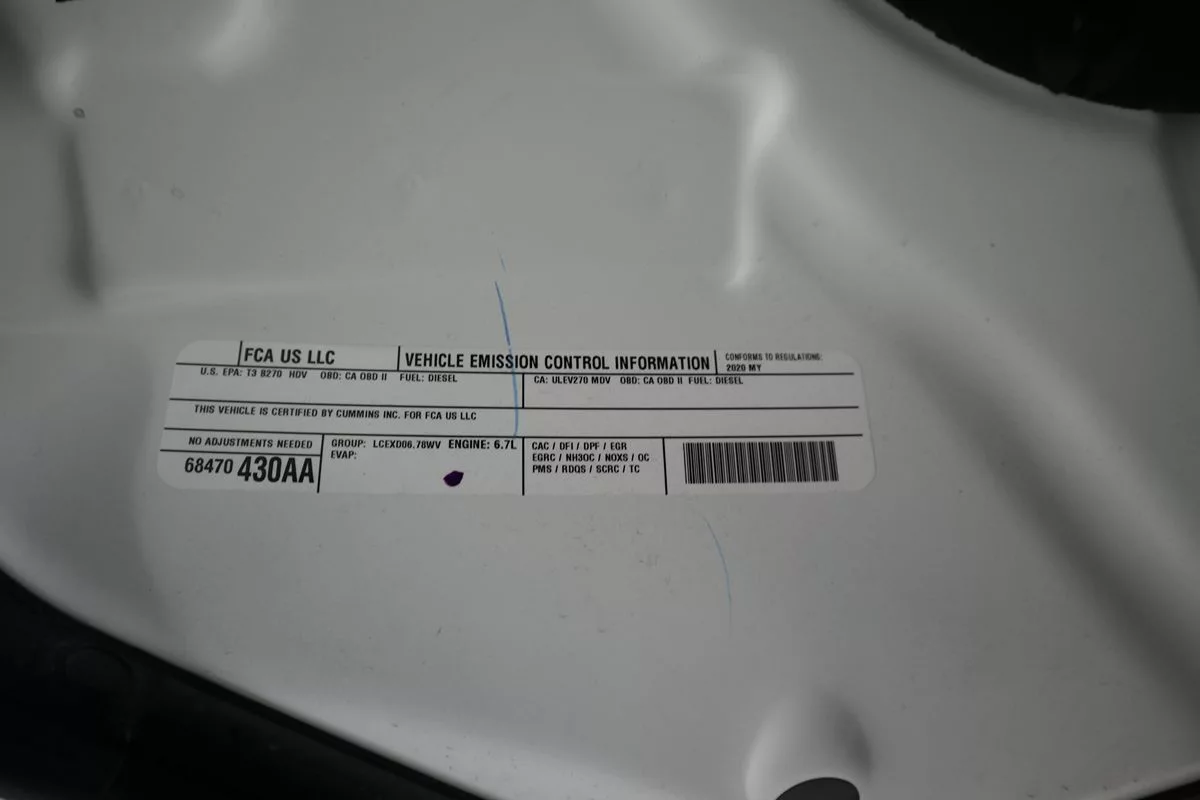 FCA US LLC
VEHICLE EMISSION CONTROL INFORMATION
CONFORMS TO REGULATIONS:
2020 MY
U.S. EPA: T3 B270 HDV OBD: CA OBD II FUEL: DIESEL
CA: ULEV270 MDV OBD: CA OBD II FUEL: DIESEL
THIS VEHICLE IS CERTIFIED BY CUMMINS INC. FOR FCA US LLC
NO ADJUSTMENTS NEEDED
68470 430AA
GROUP: LCEXD06.78WV ENGINE: 6.7L
EVAP:
CAC / DFI / DPF / EGR
EGRC / NH3OC / NOXS / OC
PMS / RDQS / SCRC / TC